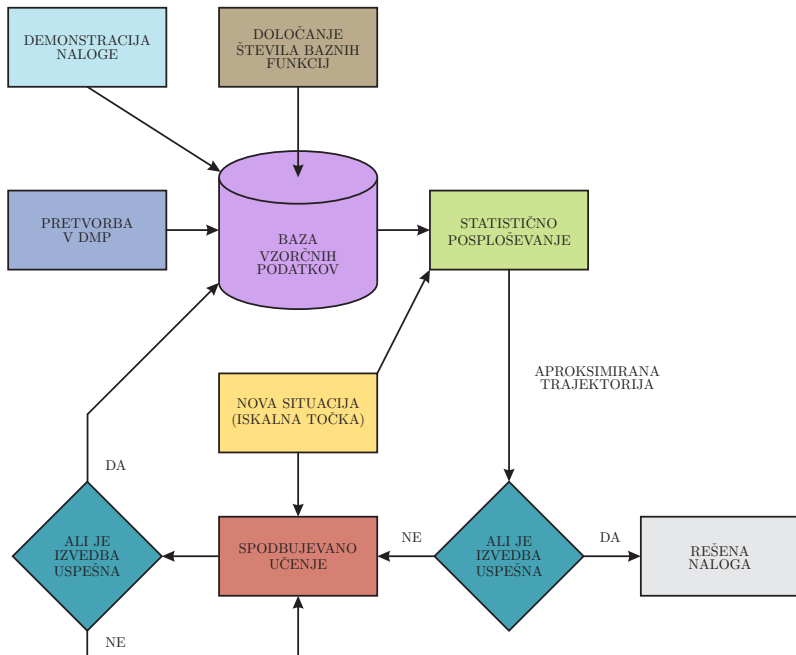 DEMONSTRACIJA
NALOGE
DOLOČANJE
ŠTEVILA BAZNIH
FUNKCIJ
PRETVORBA
V DMP
BAZA
VZORČNIH
PODATKOV
STATISTIČNO
POSPLOŠEVANJE
APROKSIMIRANA
TRAJEKTORIJA
NOVA SITUACIJA
(ISKALNA TOČKA)
DA
ALI JE
IZVEDBA
USPEŠNA
SPODBUJEVANO
UČENJE
NE
ALI JE
IZVEDBA
USPEŠNA
DA
REŠENA
NALOGA
NE